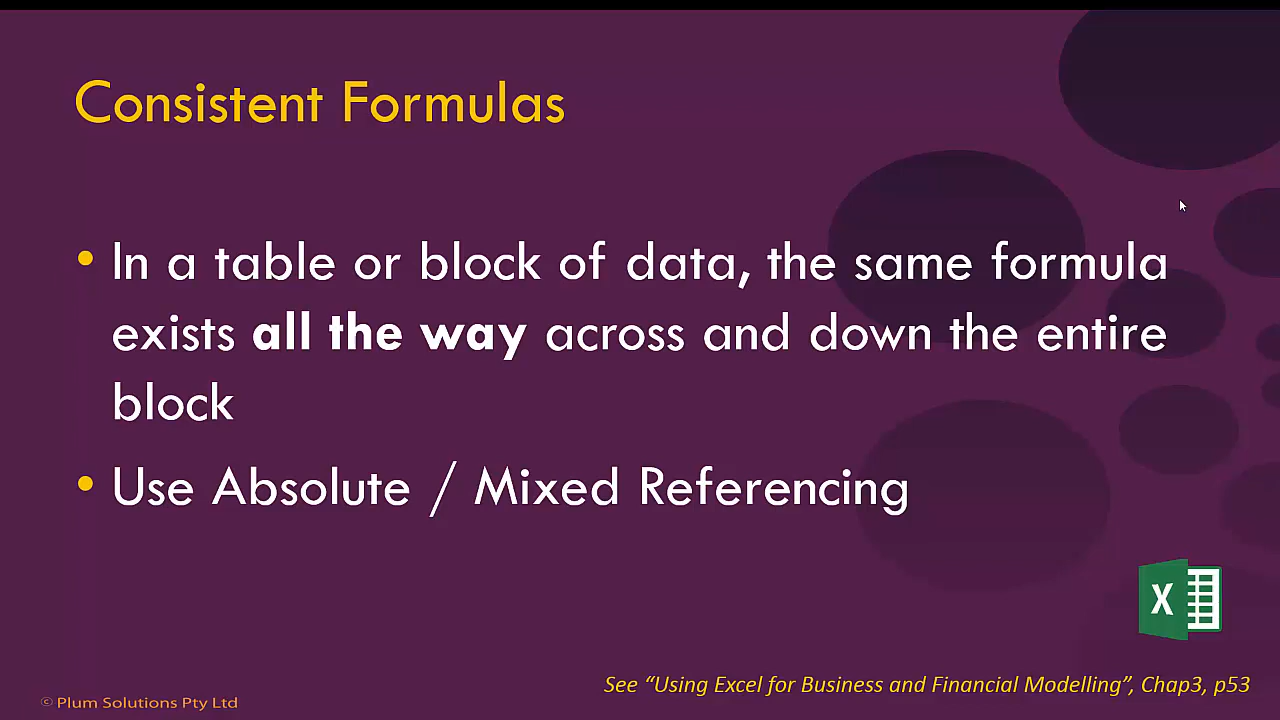 Consistent Formulas
• In a table or block of data, the same formula
exists all the way across and down the entire
block
• Use Absolute / Mixed Referencing
X
See “Using Excel for Business and Financial Modelling”, Chap3, p53
© Plum Solutions Pty Ltd